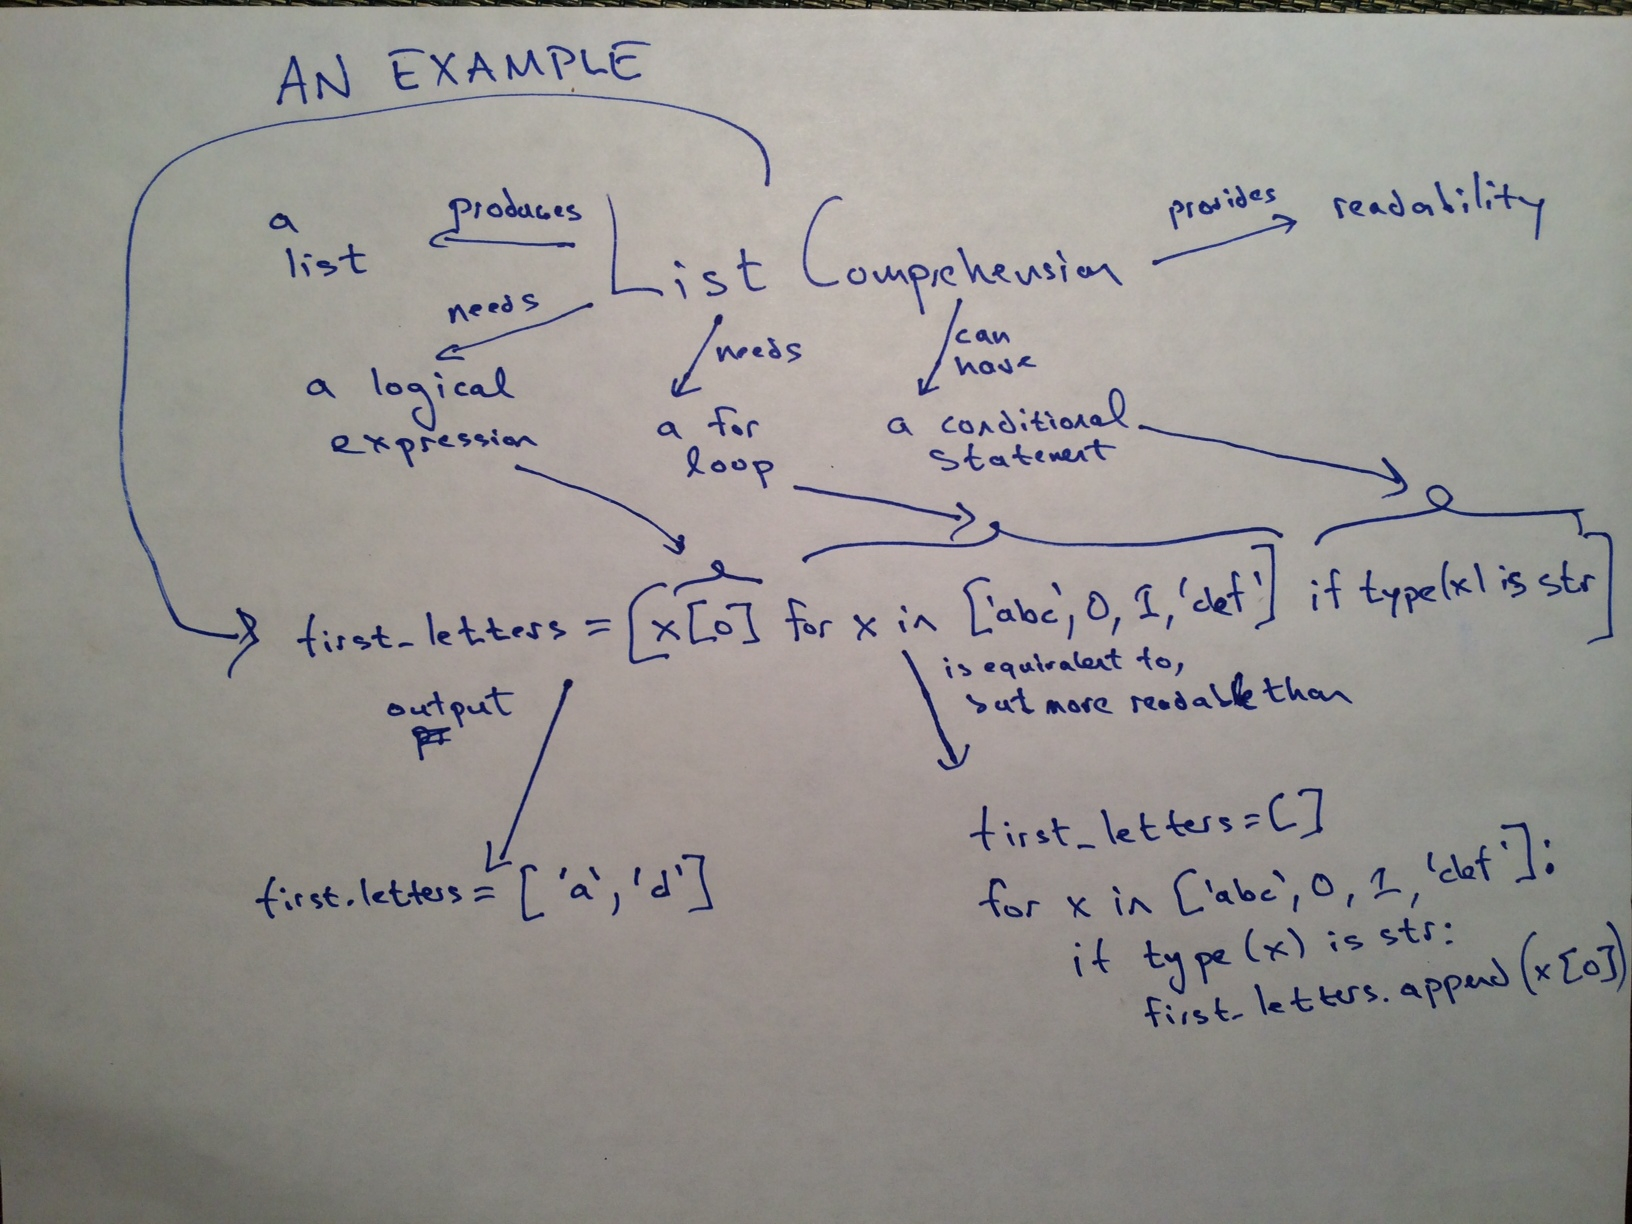 AN EXAMPLE
a
list
produces
List Comprehension
provides
readability
needs
a logical
expression
needs
a for
loop
can
have
a conditional
statement
first_letters = [x[0] for x in ['abc', 0, 1, 'def'] if type(x) is str]
output
is equivalent to,
but more readable than
first.letters = ['a', 'd']
first_letters = []
for x in ['abc', 0, 1, 'def']:
if type(x) is str:
first_letters.append(x[0])